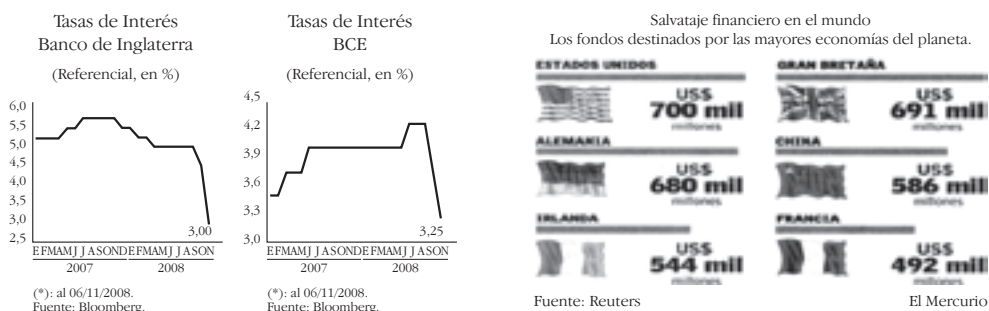 Tasas de Interés
Banco de Inglaterra
(Referencial, en %)
6,0
5,5
5,0
4,5
4,0
3,5
3,0
2,5
3,00
EFMAMJJASONDEFMAMJJASON
2007 2008
(*): al 06/11/2008.
Fuente: Bloomberg.
Tasas de Interés
BCE
(Referencial, en %)
4,5
4,2
3,9
3,6
3,3
3,0
3,25
EFMAMJJASONDEFMAMJJASON
2007 2008
(*): al 06/11/2008.
Fuente: Bloomberg.
Salvataje financiero en el mundo
Los fondos destinados por las mayores economías del planeta.
ESTADOS UNIDOS
US$
700 mil
millones
GRAN BRETAÑA
US$
691 mil
millones
ALEMANIA
US$
680 mil
millones
CHINA
US$
586 mil
millones
IRLANDA
US$
544 mil
millones
FRANCIA
US$
492 mil
millones
Fuente: Reuters
El Mercurio